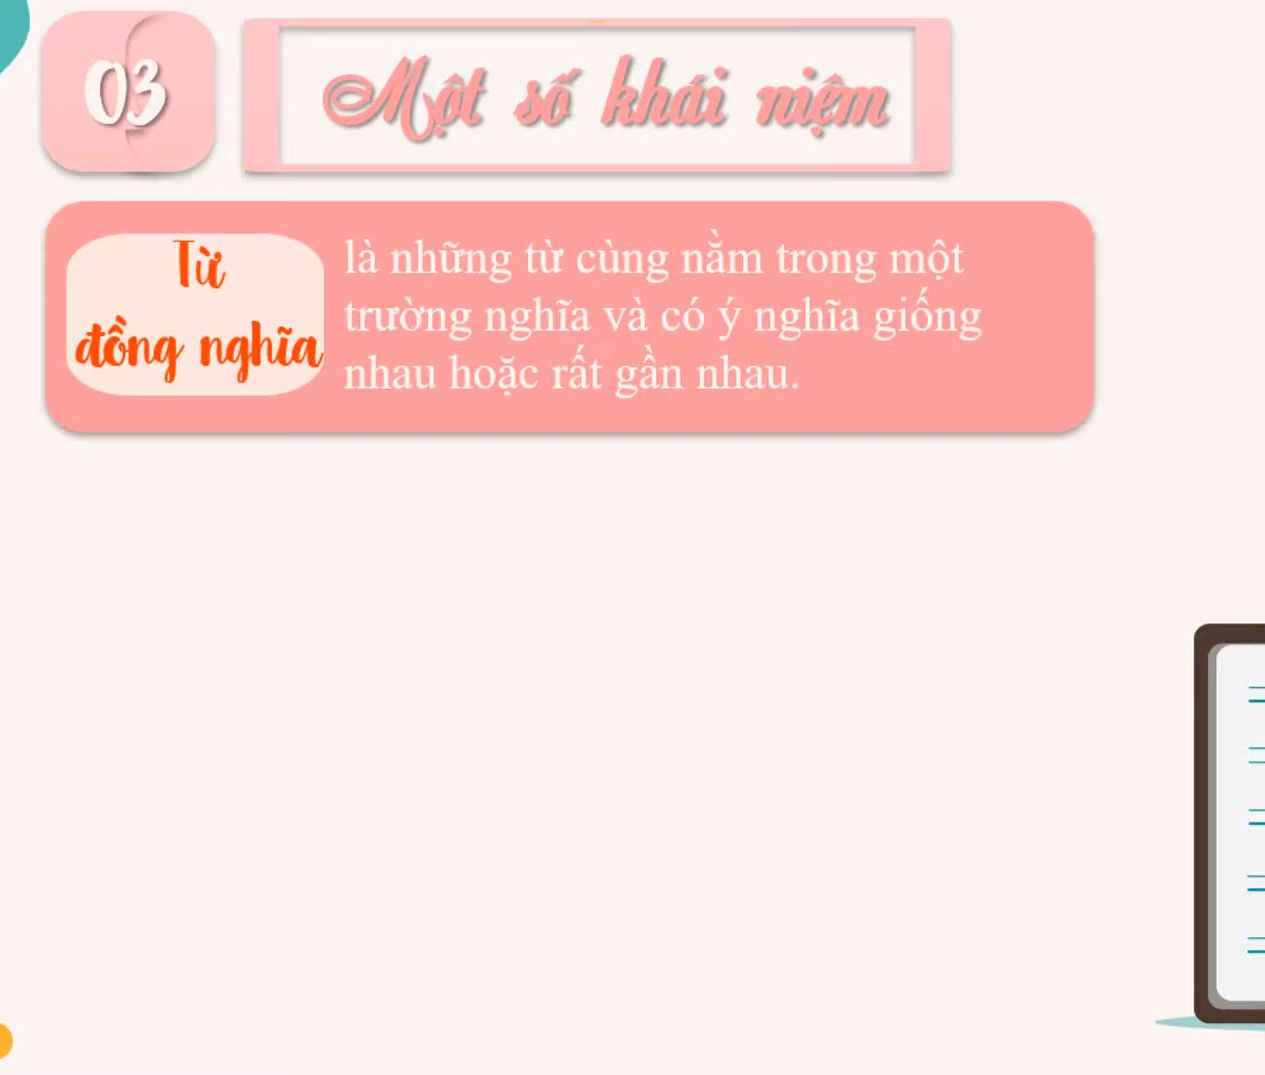 03
Một số khái niệm
Từ
đồng nghĩa
là những từ cùng nằm trong một
trường nghĩa và có ý nghĩa giống
nhau hoặc rất gần nhau.